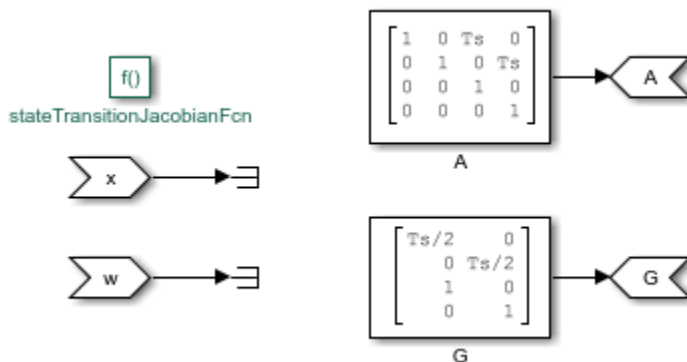 f()
stateTransitionJacobianFcn
x
w
1 0 Ts 0
0 1 0 Ts
0 0 1 0
0 0 0 1
A
A
Ts/2 0
0 Ts/2
1 0
0 1
G
G